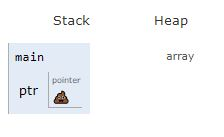 Stack Heap
main array
pointer
ptr